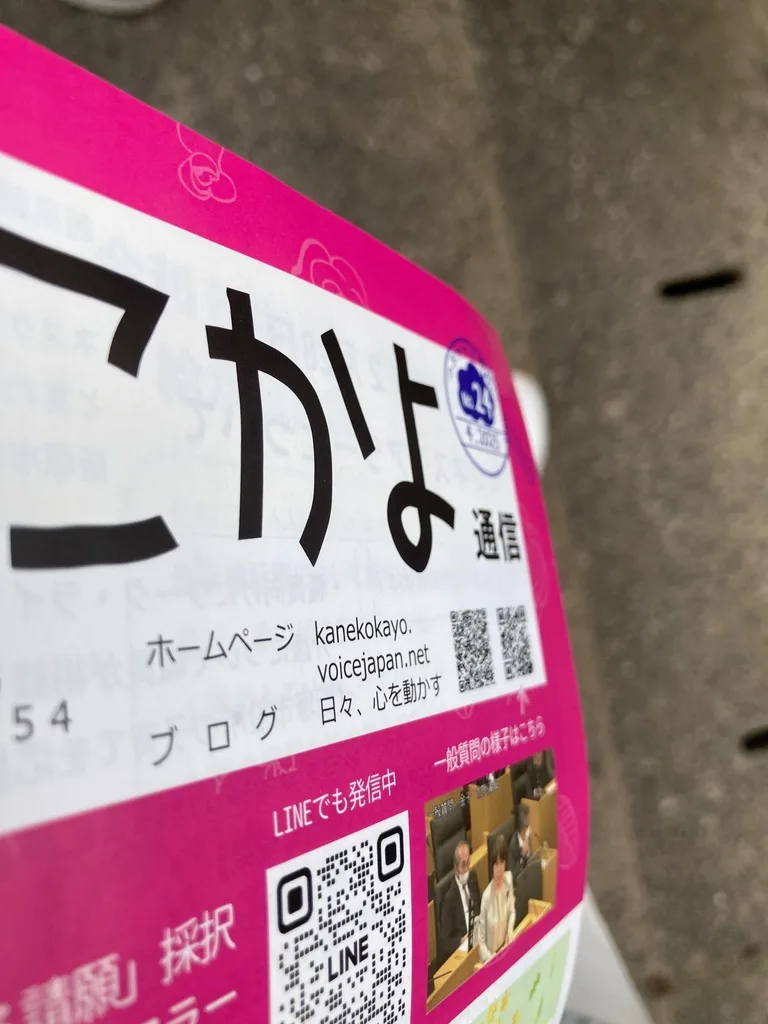 こかよ
No.24
通信
ホームページ kanekokayo.
voicejapan.net
54
ブログ 日々、心を動かす
一般質問の様子はこちら
LINEでも発信中
LINE
請願」採択